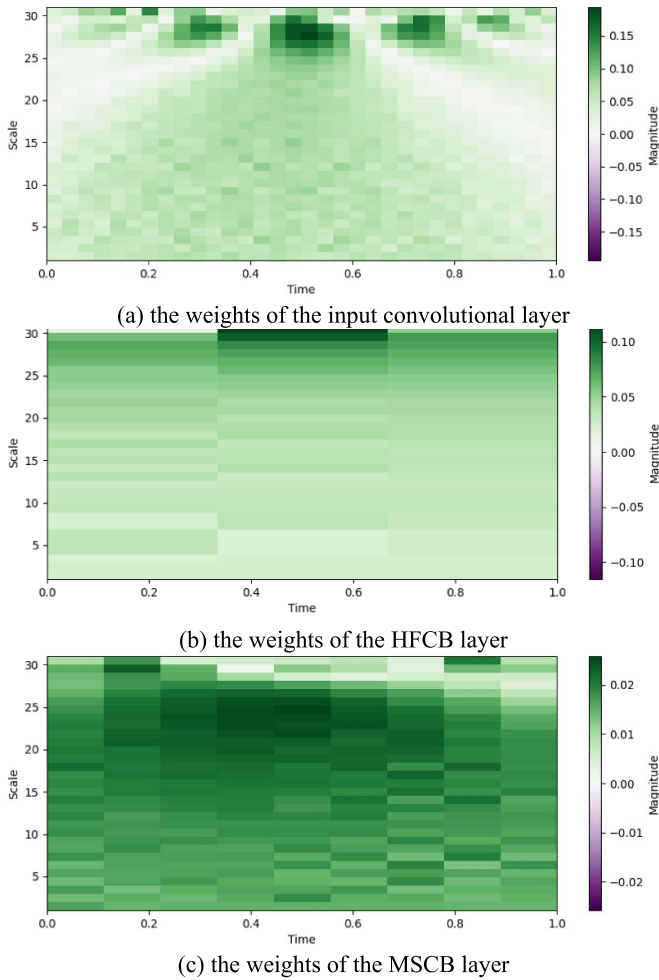 30
25
20
15
10
5
Scale
0.0 0.2 0.4 0.6 0.8 1.0
Time
0.15
0.10
0.05
0.00
−0.05
−0.10
−0.15
Magnitude
(a) the weights of the input convolutional layer
30
25
20
15
10
5
Scale
0.0 0.2 0.4 0.6 0.8 1.0
Time
0.10
0.05
0.00
−0.05
−0.10
Magnitude
(b) the weights of the HFCB layer
30
25
20
15
10
5
Scale
0.0 0.2 0.4 0.6 0.8 1.0
Time
0.02
0.01
0.00
−0.01
−0.02
Magnitude
(c) the weights of the MSCB layer